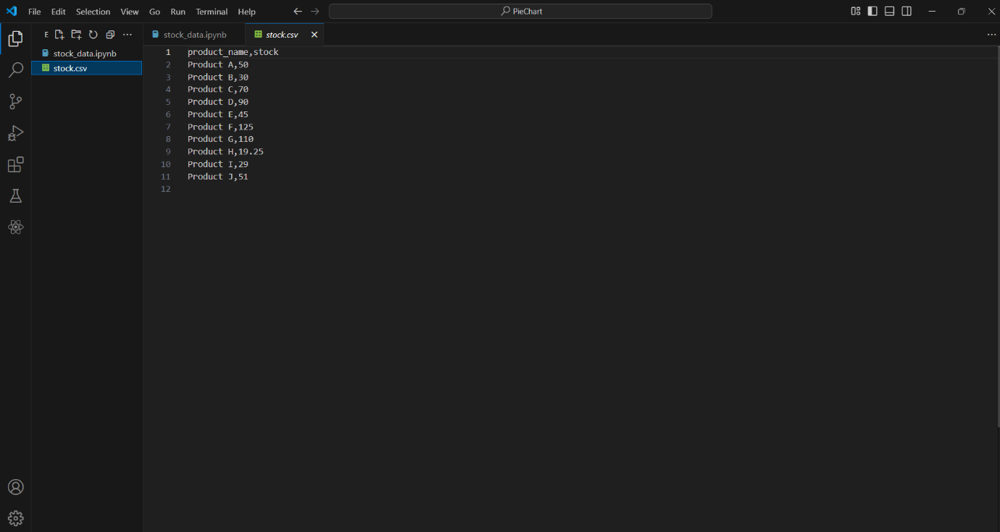 File Edit Selection View Go Run Terminal Help
PieChart
E
stock_data.ipynb
stock.csv
stock_data.ipynb
stock.csv
1 product_name,stock
2 Product A,50
3 Product B,30
4 Product C,70
5 Product D,90
6 Product E,45
7 Product F,125
8 Product G,110
9 Product H,19.25
10 Product I,29
11 Product J,51
12